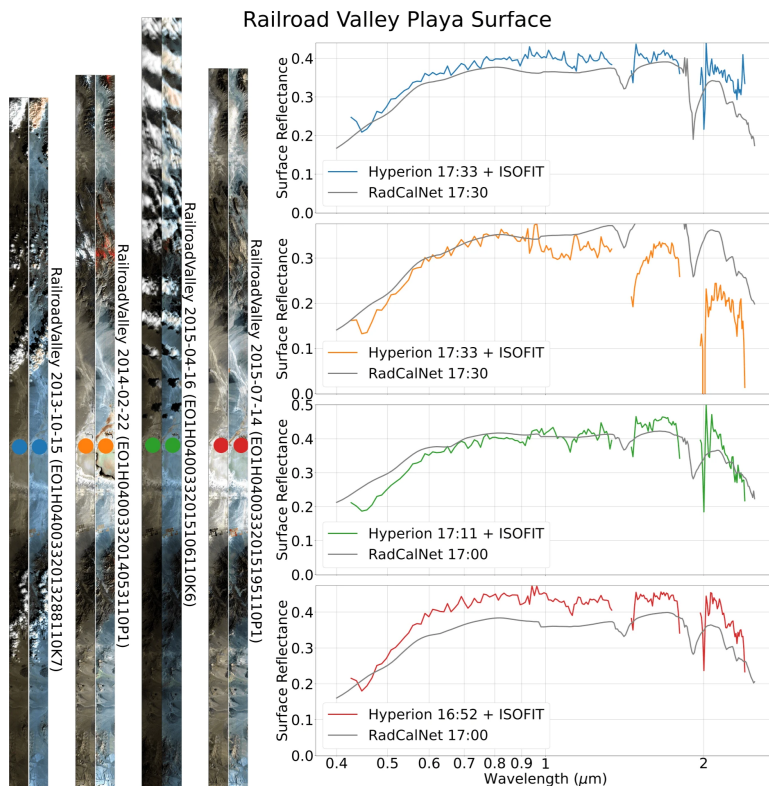 Railroad Valley Playa Surface
RailroadValley 2013-10-15 (EO1H0400332013288110K7)
RailroadValley 2014-02-22 (EO1H0400332014053110P1)
RailroadValley 2015-04-16 (EO1H0400332015106110K6)
RailroadValley 2015-07-14 (EO1H0400332015195110P1)
Surface Reflectance
0.4
0.3
0.2
0.1
0.0
Hyperion 17:33 + ISOFIT
RadCalNet 17:30
Surface Reflectance
0.3
0.2
0.1
0.0
Hyperion 17:33 + ISOFIT
RadCalNet 17:30
Surface Reflectance
0.5
0.4
0.3
0.2
0.1
0.0
Hyperion 17:11 + ISOFIT
RadCalNet 17:00
Surface Reflectance
0.4
0.3
0.2
0.1
0.0
Hyperion 16:52 + ISOFIT
RadCalNet 17:00
0.4 0.5 0.6 0.7 0.8 0.9 1 2
Wavelength (μm)